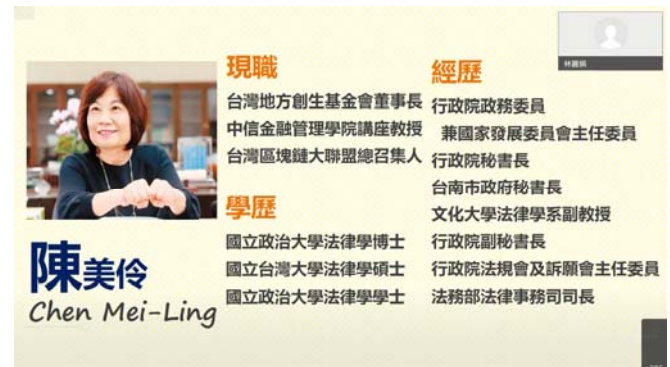 現職
台灣地方創生基金會董事長
中信金融管理學院講座教授
台灣區塊鏈大聯盟總召集人
學歷
國立政治大學法律學博士
國立台灣大學法律學碩士
國立政治大學法律學學士
經歷
行政院政務委員
兼國家發展委員會主任委員
行政院秘書長
台南市政府秘書長
文化大學法律學系副教授
行政院副秘書長
行政院法規會及訴願會主任委員
法務部法律事務司司長
陳美伶
Chen Mei-Ling